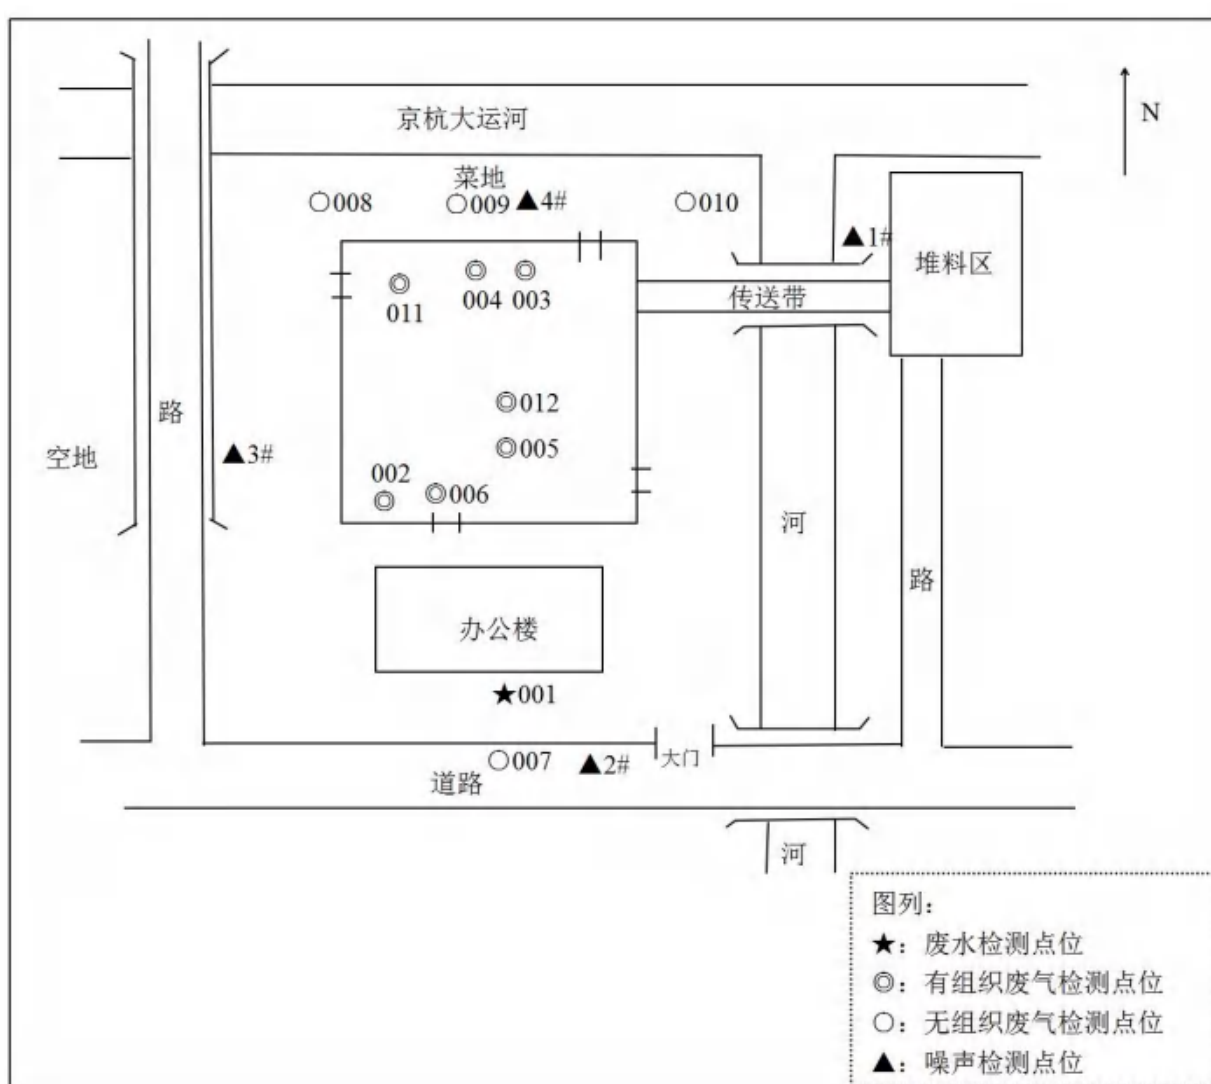 N
京杭大运河
菜地
008
009
4#
010
1#
堆料区
011
004
003
传送带
012
路
3#
空地
005
002
006
河
路
办公楼
001
007
2#
大门
道路
河
图列：
★：废水检测点位
◎：有组织废气检测点位
○：无组织废气检测点位
▲：噪声检测点位